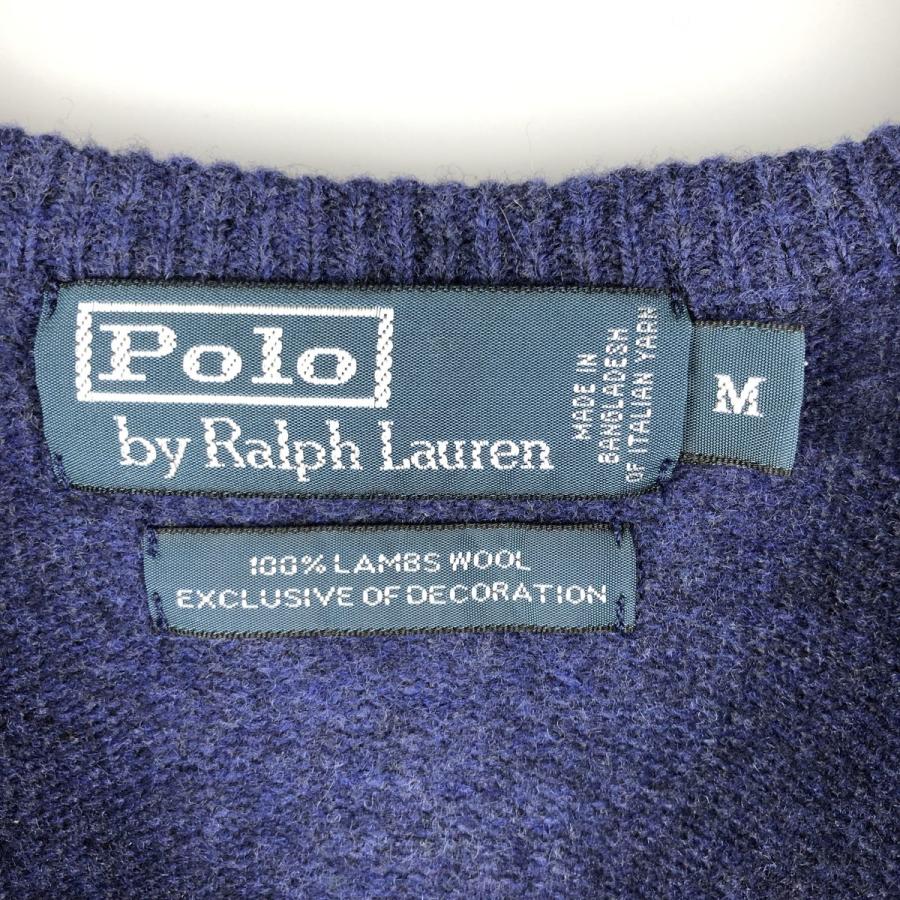 Polo
by Ralph Lauren
MADE IN
BANGLADESH
OF ITALIAN YARN
M
100% LAMBS WOOL
EXCLUSIVE OF DECORATION